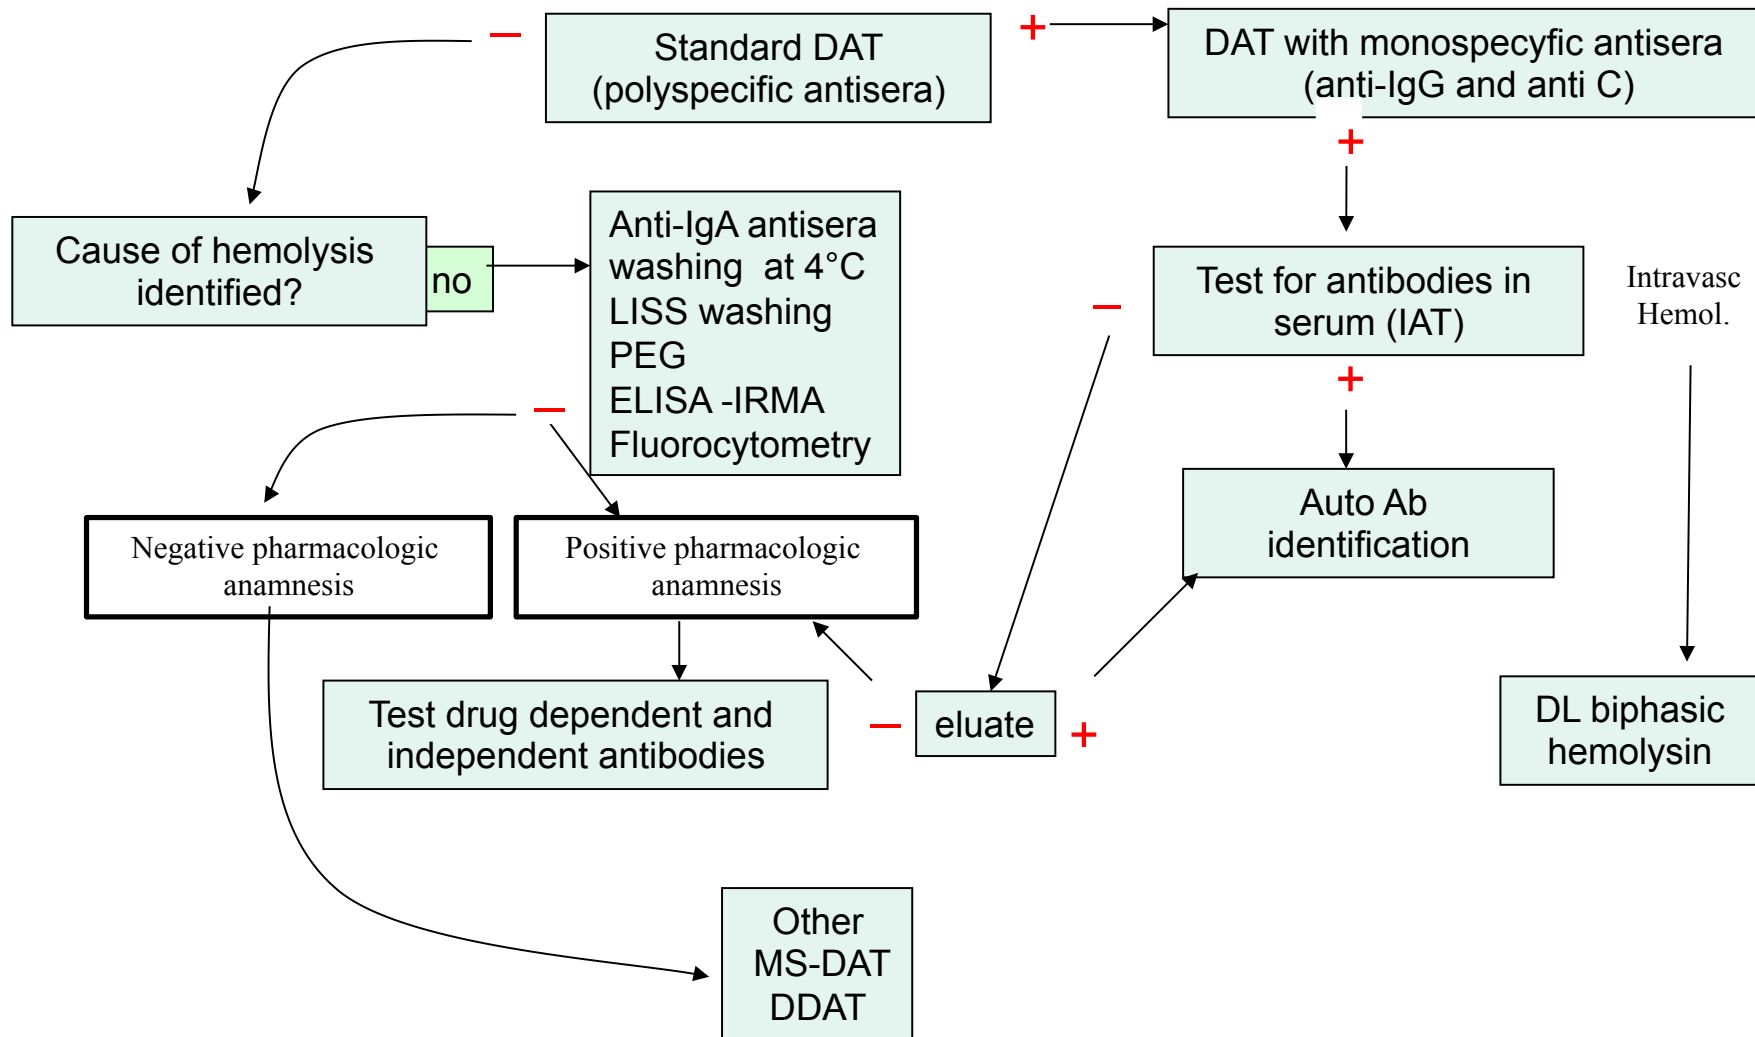 −
Standard DAT
(polyspecific antisera)
+
DAT with monospecyfic antisera
(anti-IgG and anti C)
+
Cause of hemolysis
identified?
no
Anti-IgA antisera
washing at 4°C
LISS washing
PEG
ELISA -IRMA
Fluorocytometry
−
Test for antibodies in
serum (IAT)
−
+
Intravasc
Hemol.
Auto Ab
identification
Negative pharmacologic
anamnesis
Positive pharmacologic
anamnesis
Test drug dependent and
independent antibodies
−
eluate
+
DL biphasic
hemolysin
Other
MS-DAT
DDAT